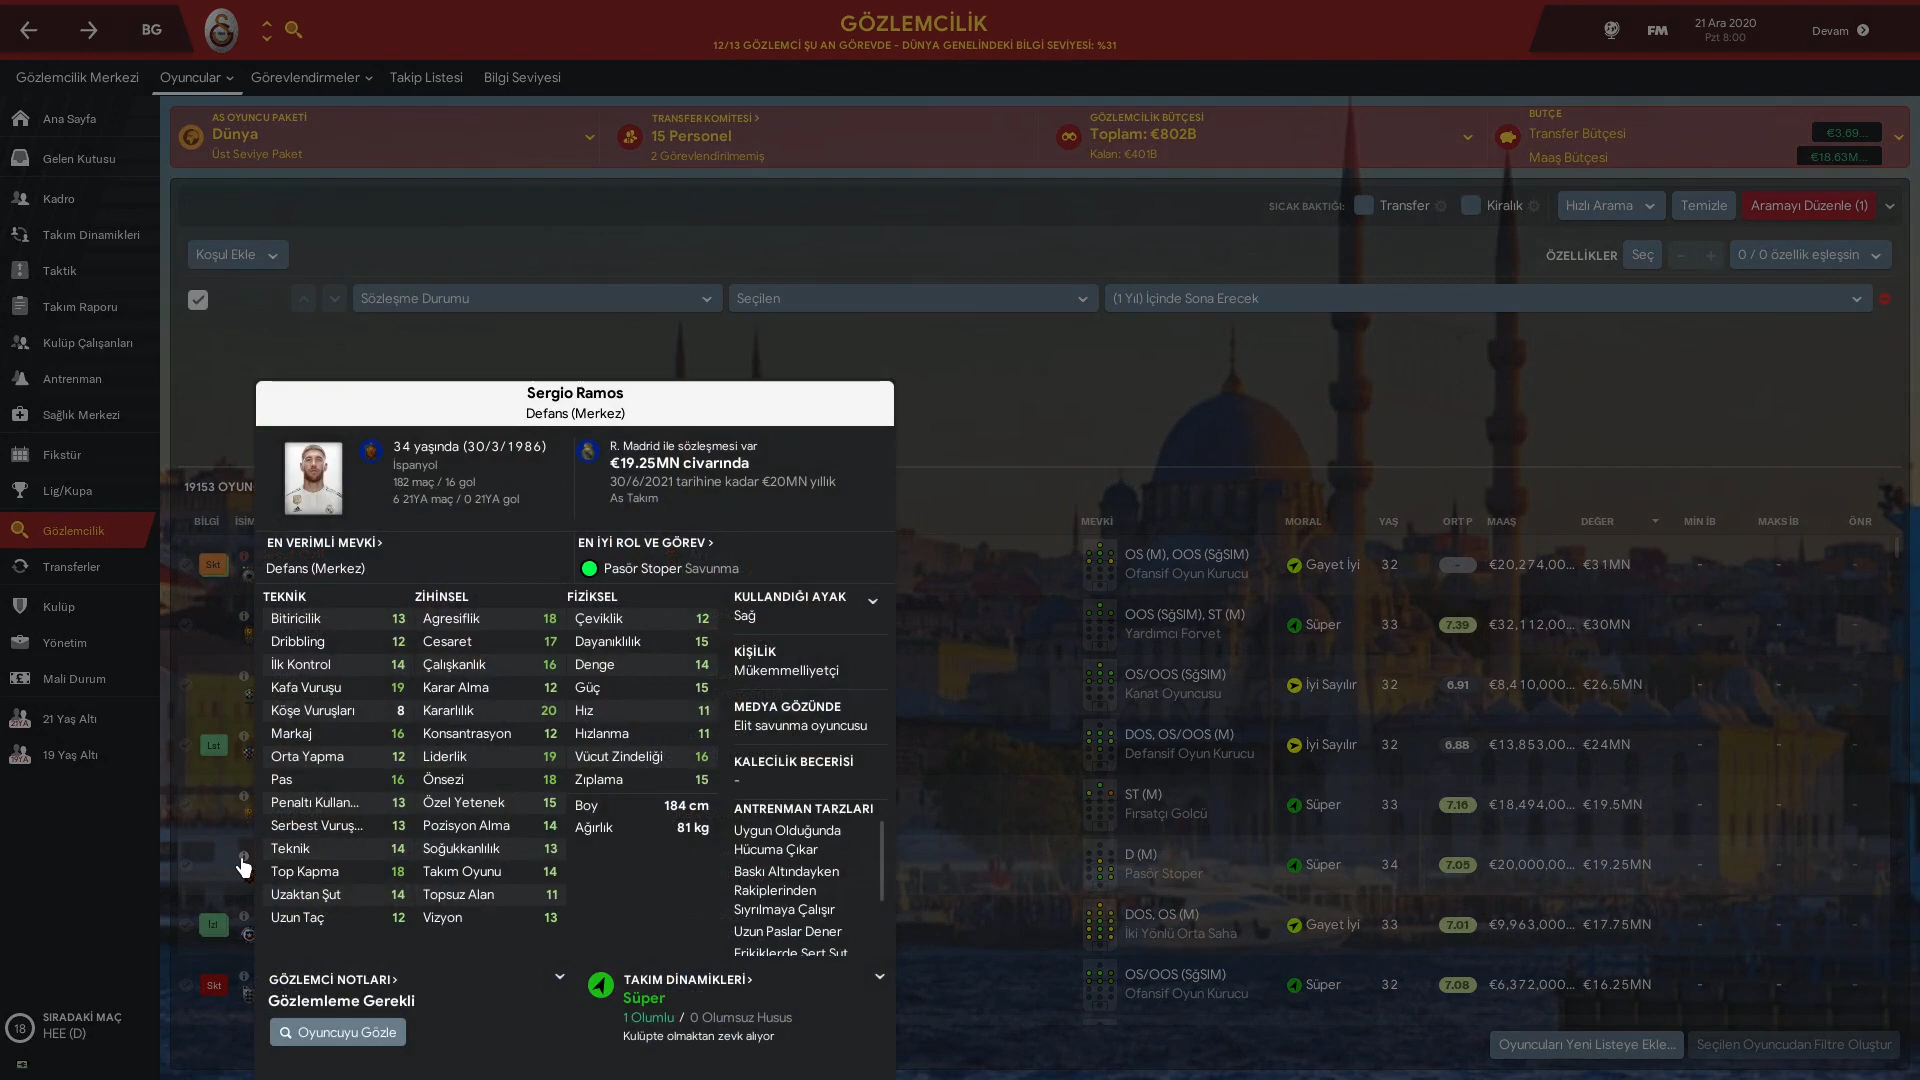 BG
GÖZLEMCİLİK
12/13 GÖZLEMCİ ŞU AN GÖREVDE - DÜNYA GENELİNDEKİ BİLGİ SEVİYESİ: %31
FM
21 Ara 2020
Pzt 8:00
Devam
Gözlemcilik Merkezi
Oyuncular
Görevlendirmeler
Takip Listesi
Bilgi Seviyesi
Ana Sayfa
Gelen Kutusu
Kadro
Takım Dinamikleri
Taktik
Takım Raporu
Kulüp Çalışanları
Antrenman
Sağlık Merkezi
Fikstür
Lig/Kupa
Gözlemcilik
Transferler
Kulüp
Yönetim
Mali Durum
21 Yaş Altı
19 Yaş Altı
18
SIRADAKİ MAÇ
HEE (D)
AS OYUNCU PAKETİ
Dünya
Üst Seviye Paket
TRANSFER KOMİTESİ >
15 Personel
2 Görevlendirilmemiş
GÖZLEMCİLİK BÜTÇESİ
Toplam: €802B
Kalan: €401B
BÜTÇE
Transfer Bütçesi €3.69...
Maaş Bütçesi €18.63M...
SICAK BAKTIĞI: Transfer Kiralık Hızlı Arama Temizle Aramayı Düzenle (1)
Koşul Ekle
ÖZELLİKLER Seç - + 0 / 0 özellik eşleşsin
Sözleşme Durumu Seçilen (1 Yıl) İçinde Sona Erecek
19153 OYUN
BİLGİ İSİM MEVKİ MORAL YAŞ ORT P MAAŞ DEĞER MİN İB MAKS İB ÖNR
Skt OS (M), OOS (SğSIM) Gayet İyi 32 - €20,274,00... €31MN - - -
Ofansif Oyun Kurucu
OOS (SğSIM), ST (M) Süper 33 7.39 €32,112,00... €30MN - - -
Yardımcı Forvet
OS/OOS (SğSIM) İyi Sayılır 32 6.91 €8,410,000... €26.5MN - - -
Kanat Oyuncusu
Lst DOS, OS/OOS (M) İyi Sayılır 32 6.88 €13,853,00... €24MN - - -
Defansif Oyun Kurucu
ST (M) Süper 33 7.16 €18,494,00... €19.5MN - - -
Fırsatçı Golcü
D (M) Süper 34 7.05 €20,000,00... €19.25MN - - -
Pasör Stoper
İzl DOS, OS (M) Gayet İyi 33 7.01 €9,963,000... €17.75MN - - -
İki Yönlü Orta Saha
Skt OS/OOS (SğSIM) Süper 32 7.08 €6,372,000... €16.25MN - - -
Ofansif Oyun Kurucu
Oyuncuları Yeni Listeye Ekle... Seçilen Oyuncudan Filtre Oluştur
Sergio Ramos
Defans (Merkez)
34 yaşında (30/3/1986)
İspanyol
182 maç / 16 gol
6 21YA maç / 0 21YA gol
R. Madrid ile sözleşmesi var
€19.25MN civarında
30/6/2021 tarihine kadar €20MN yıllık
As Takım
EN VERİMLİ MEVKİ >
Defans (Merkez)
EN İYİ ROL VE GÖREV >
Pasör Stoper Savunma
TEKNİK
Bitiricilik 13
Dribbling 12
İlk Kontrol 14
Kafa Vuruşu 19
Köşe Vuruşları 8
Markaj 16
Orta Yapma 12
Pas 16
Penaltı Kullan... 13
Serbest Vuruş... 13
Teknik 14
Top Kapma 18
Uzaktan Şut 14
Uzun Taç 12
ZİHİNSEL
Agresiflik 18
Cesaret 17
Çalışkanlık 16
Karar Alma 12
Kararlılık 20
Konsantrasyon 12
Liderlik 19
Önsezi 18
Özel Yetenek 15
Pozisyon Alma 14
Soğukkanlılık 13
Takım Oyunu 14
Topsuz Alan 11
Vizyon 13
FİZİKSEL
Çeviklik 12
Dayanıklılık 15
Denge 14
Güç 15
Hız 11
Hızlanma 11
Vücut Zindeliği 16
Zıplama 15
Boy 184 cm
Ağırlık 81 kg
KULLANDIĞI AYAK
Sağ
KİŞİLİK
Mükemmelliyetçi
MEDYA GÖZÜNDE
Elit savunma oyuncusu
KALECİLİK BECERİSİ
-
ANTRENMAN TARZLARI
Uygun Olduğunda
Hücuma Çıkar
Baskı Altındayken
Rakiplerinden
Sıyrılmaya Çalışır
Uzun Paslar Dener
Frikiklerde Sert Şut
GÖZLEMCİ NOTLARI >
Gözlemleme Gerekli
Oyuncuyu Gözle
TAKIM DİNAMİKLERİ >
Süper
1 Olumlu / 0 Olumsuz Husus
Kulüpte olmaktan zevk alıyor